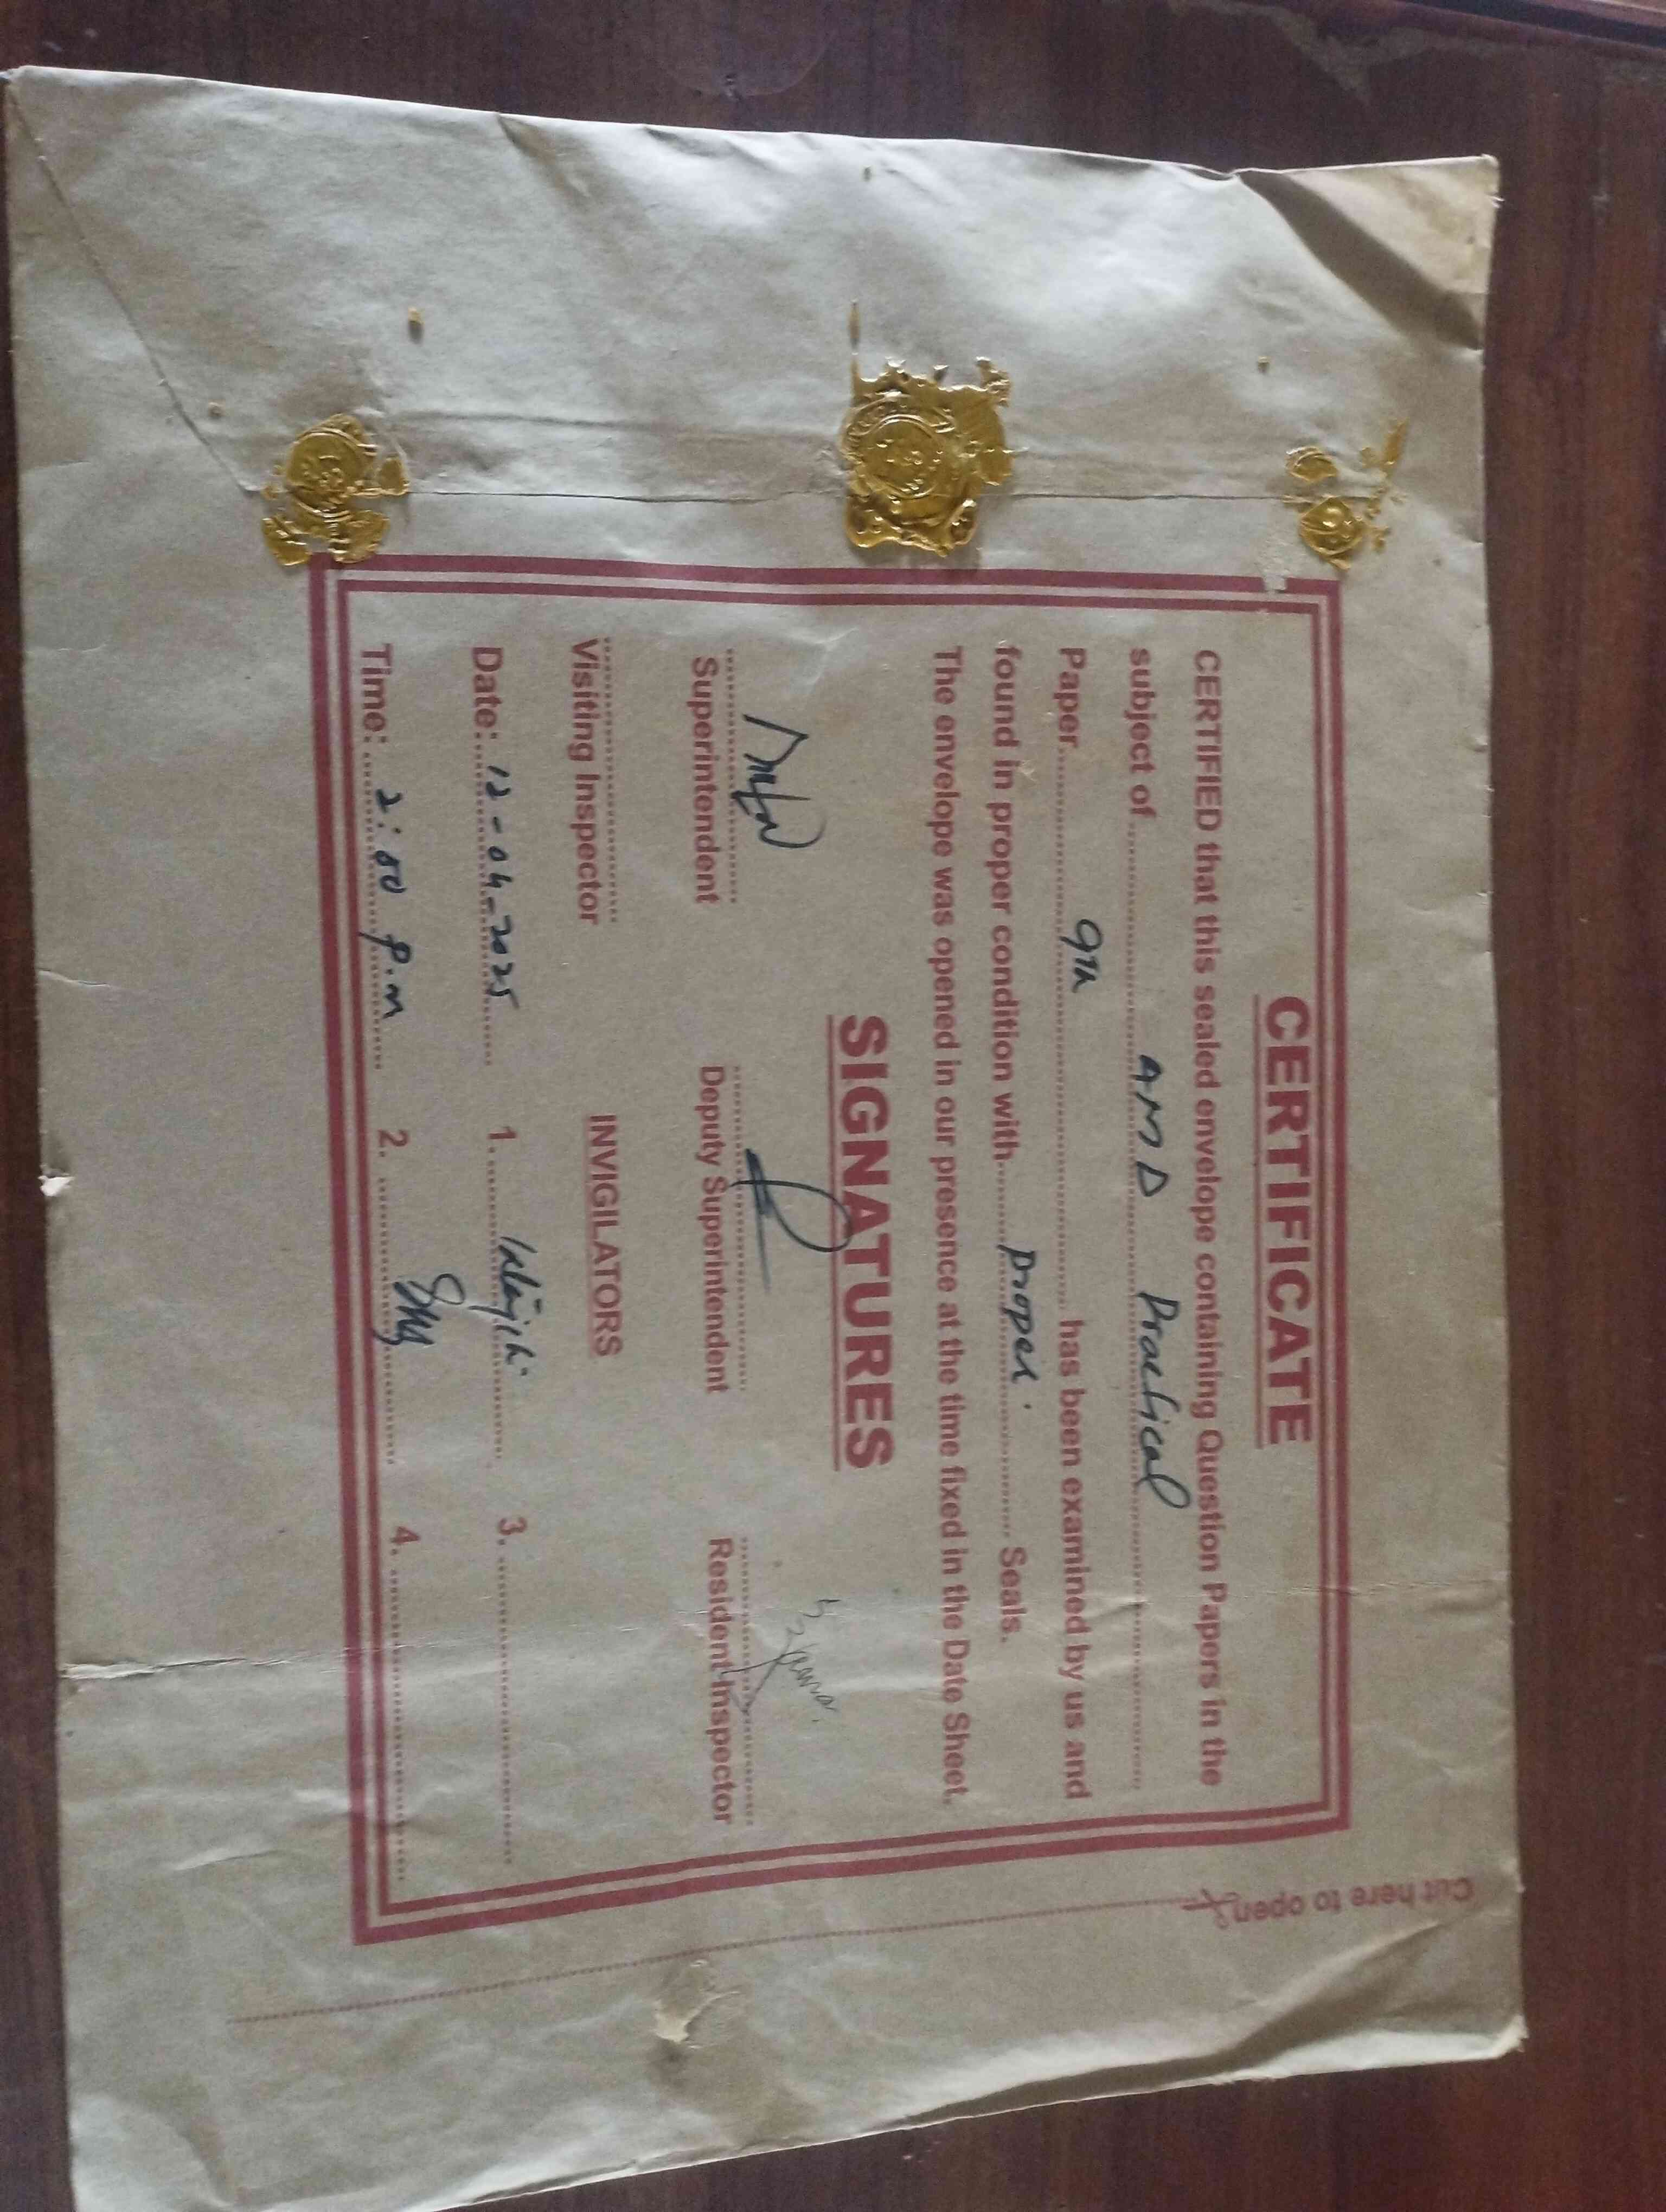 CERTIFICATE
CERTIFIED that this sealed envelope containing Question Papers in the
subject of AMD Practical
Paper 9th has been examined by us and
found in proper condition with proper Seals.
The envelope was opened in our presence at the time fixed in the Date Sheet.
SIGNATURES
Superintendent Deputy Superintendent Resident Inspector
Visiting Inspector INVIGILATORS
Date: 12-04-2025 1. 3.
Time: 2:00 P.m 2. 4.
Cut here to open